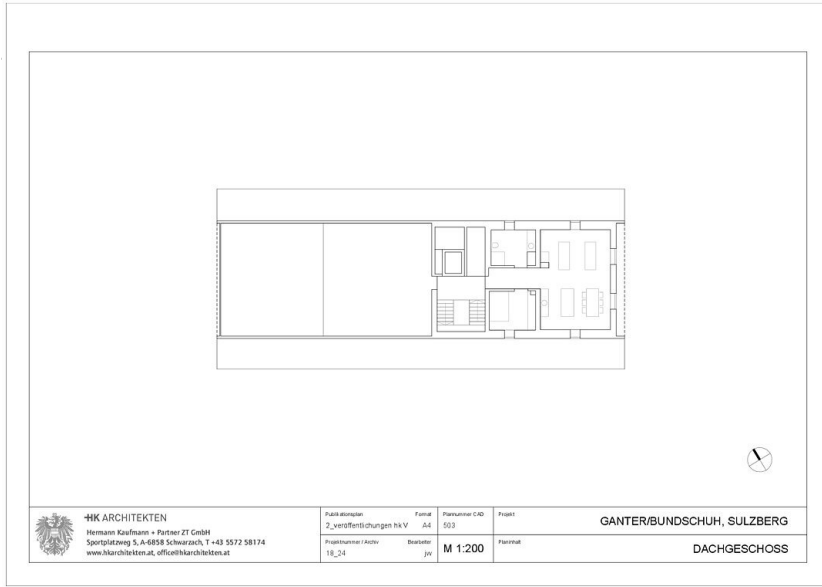 HK ARCHITEKTEN
Hermann Kaufmann + Partner ZT GmbH
Sportplatzweg 5, A-6858 Schwarzach, T +43 5572 58174
www.hkarchitekten.at, office@hkarchitekten.at
Publikationsplan Format
2_veröffentlichungen hk V A4
Projektnummer / Archiv Bearbeiter
18_24 jw
Plannummer CAD
503
M 1:200
Projekt
GANTER/BUNDSCHUH, SULZBERG
Planinhalt
DACHGESCHOSS